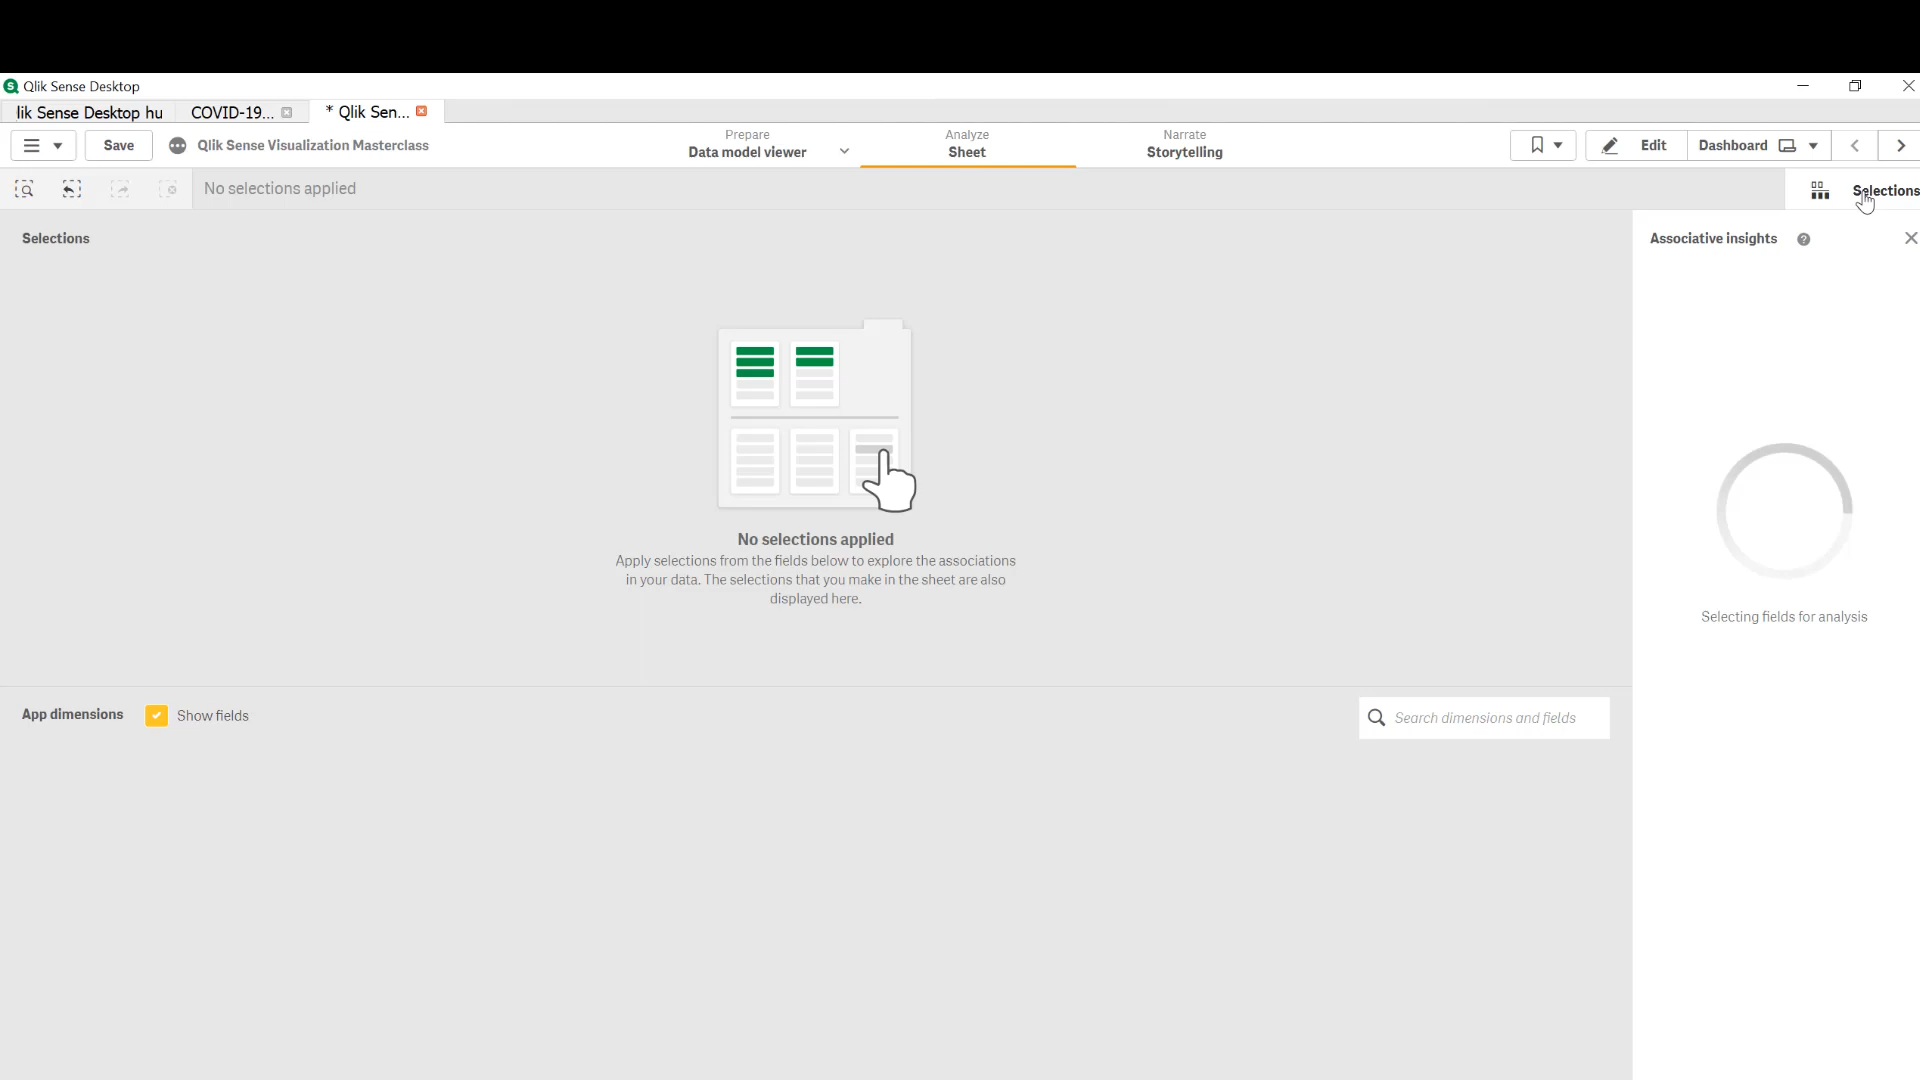 Qlik Sense Desktop
lik Sense Desktop hu
COVID-19...
* Qlik Sen...
Save
Qlik Sense Visualization Masterclass
Prepare
Data model viewer
Analyze
Sheet
Narrate
Storytelling
Edit
Dashboard
No selections applied
Selections
Selections
Associative insights
No selections applied
Apply selections from the fields below to explore the associations
in your data. The selections that you make in the sheet are also
displayed here.
Selecting fields for analysis
App dimensions
Show fields
Search dimensions and fields